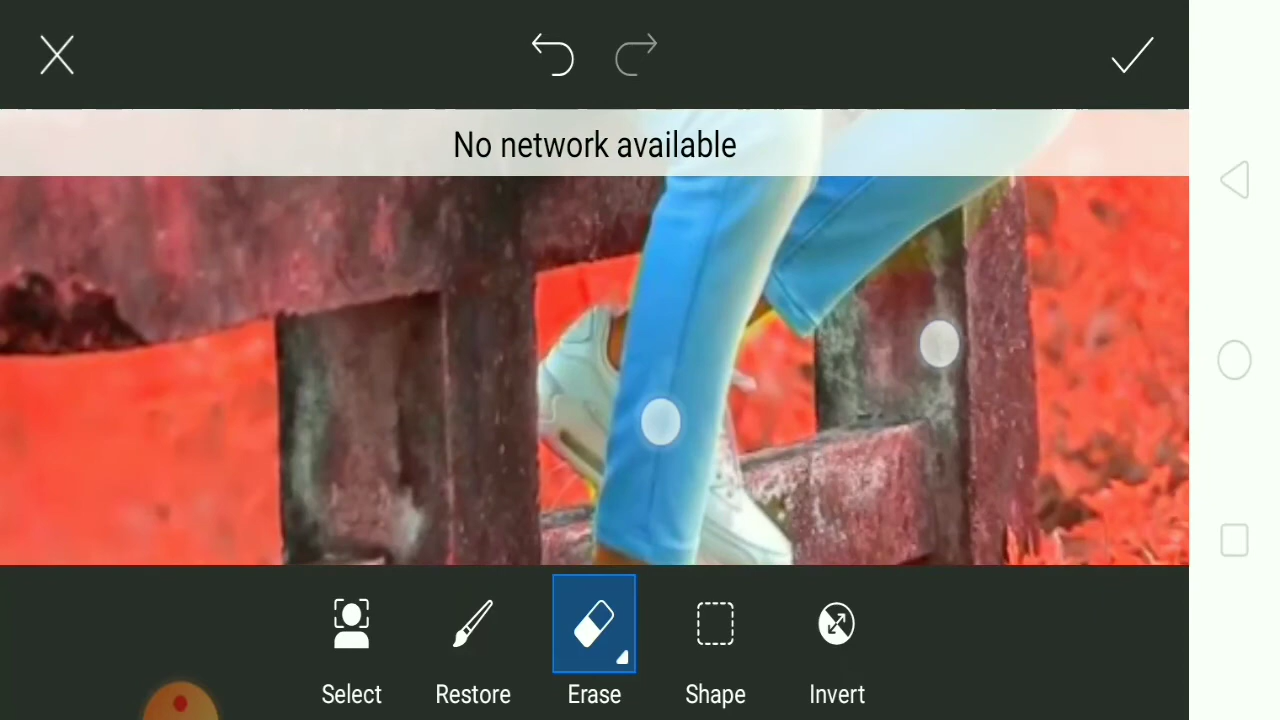 No network available
Select
Restore
Erase
Shape
Invert